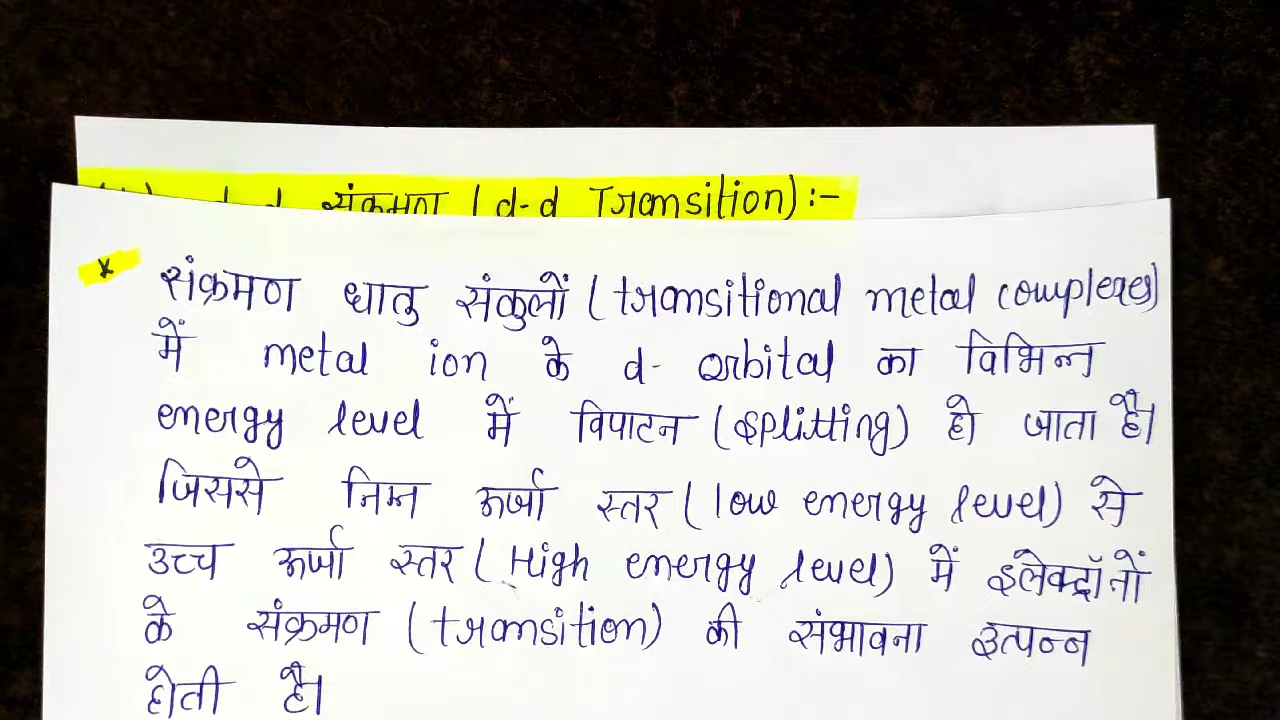 d-d संक्रमण (d-d Transition):-
* संक्रमण धातु संकुलों (transitional metal complexes)
में metal ion के d- orbital का विभिन्न
energy level में विपाटन (splitting) हो जाता है।
जिससे निम्न ऊर्जा स्तर (low energy level) से
उच्च ऊर्जा स्तर (High energy level) में इलेक्ट्रॉनों
के संक्रमण (transition) की संभावना उत्पन्न
होती है।